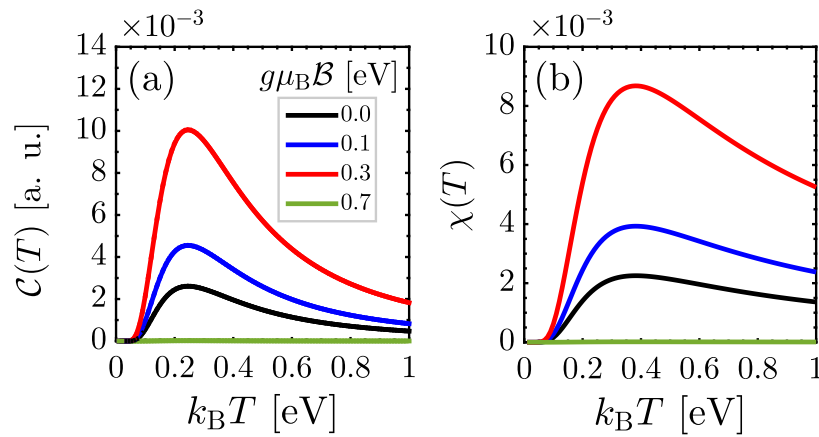 ×10⁻³
14
12
10
8
6
4
2
0
(a)
gμ_B𝓑 [eV]
0.0
0.1
0.3
0.7
𝒞(T) [a. u.]
0 0.2 0.4 0.6 0.8 1
k_BT [eV]
×10⁻³
10
8
6
4
2
0
(b)
χ(T)
0 0.2 0.4 0.6 0.8 1
k_BT [eV]